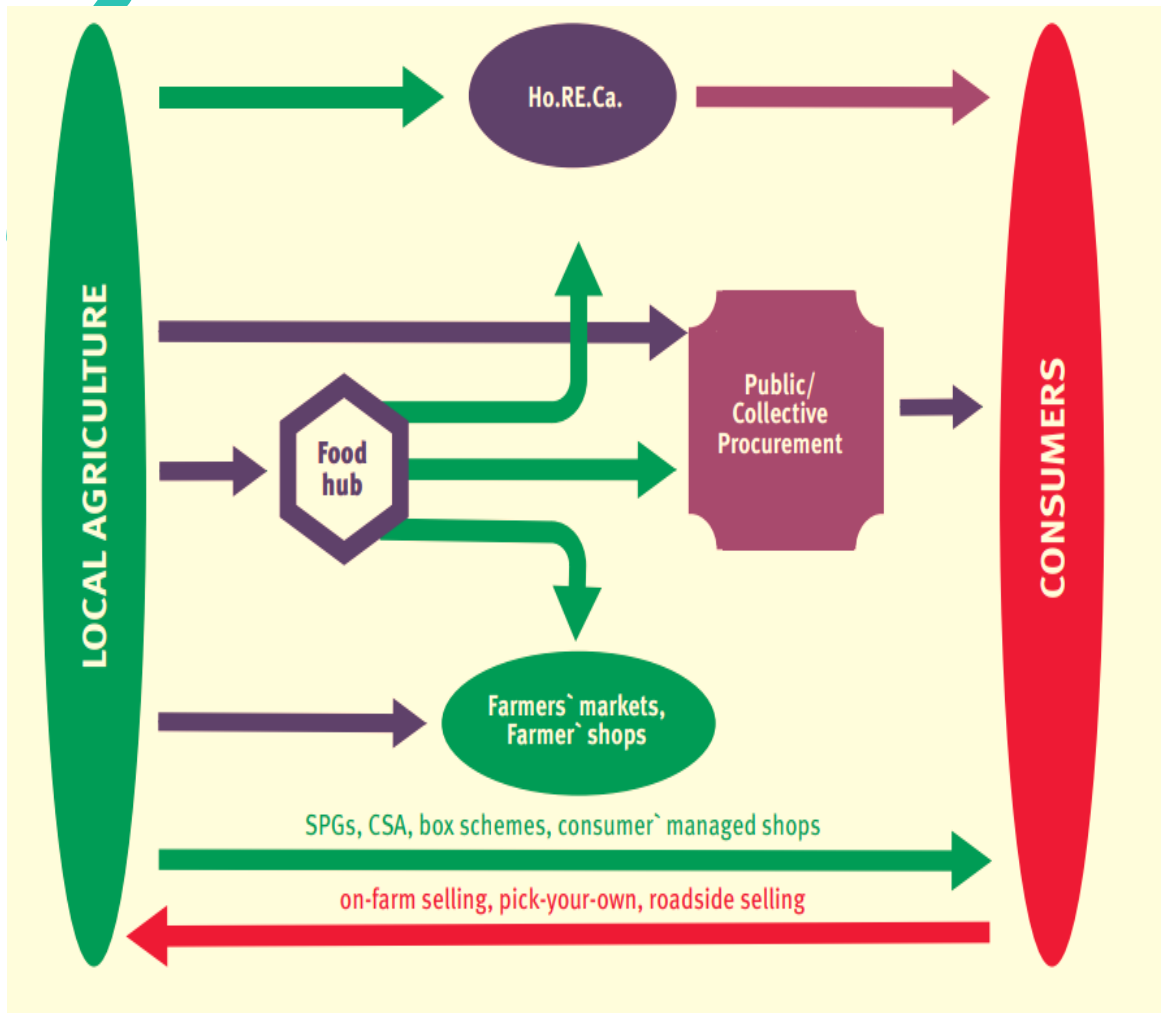 Ho.RE.Ca.
LOCAL AGRICULTURE
Public/
Collective
Procurement
Food
hub
CONSUMERS
Farmers` markets,
Farmer` shops
SPGs, CSA, box schemes, consumer` managed shops
on-farm selling, pick-your-own, roadside selling